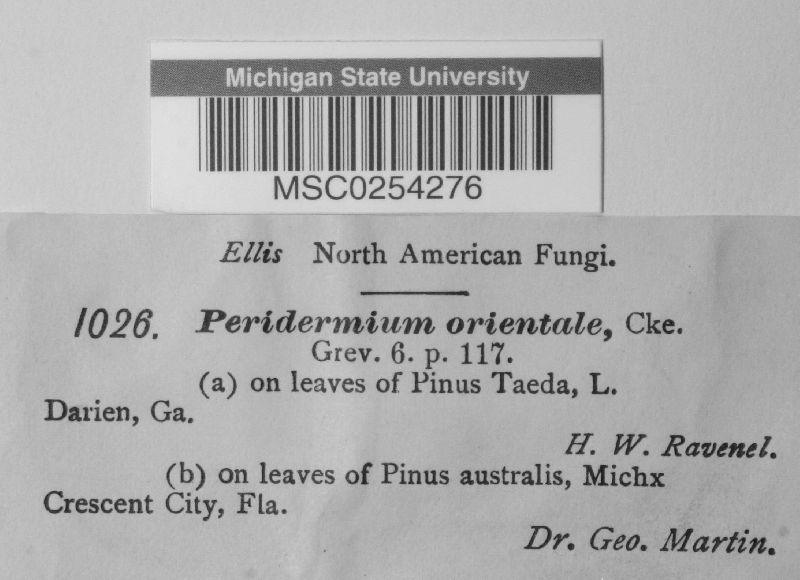 Michigan State University
MSC0254276
Ellis North American Fungi.
1026. Peridermium orientale, Cke.
Grev. 6. p. 117.
(a) on leaves of Pinus Taeda, L.
Darien, Ga.
H. W. Ravenel.
(b) on leaves of Pinus australis, Michx
Crescent City, Fla.
Dr. Geo. Martin.